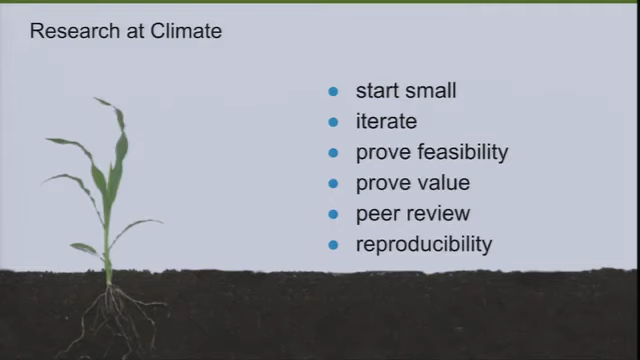 Research at Climate
start small
iterate
prove feasibility
prove value
peer review
reproducibility